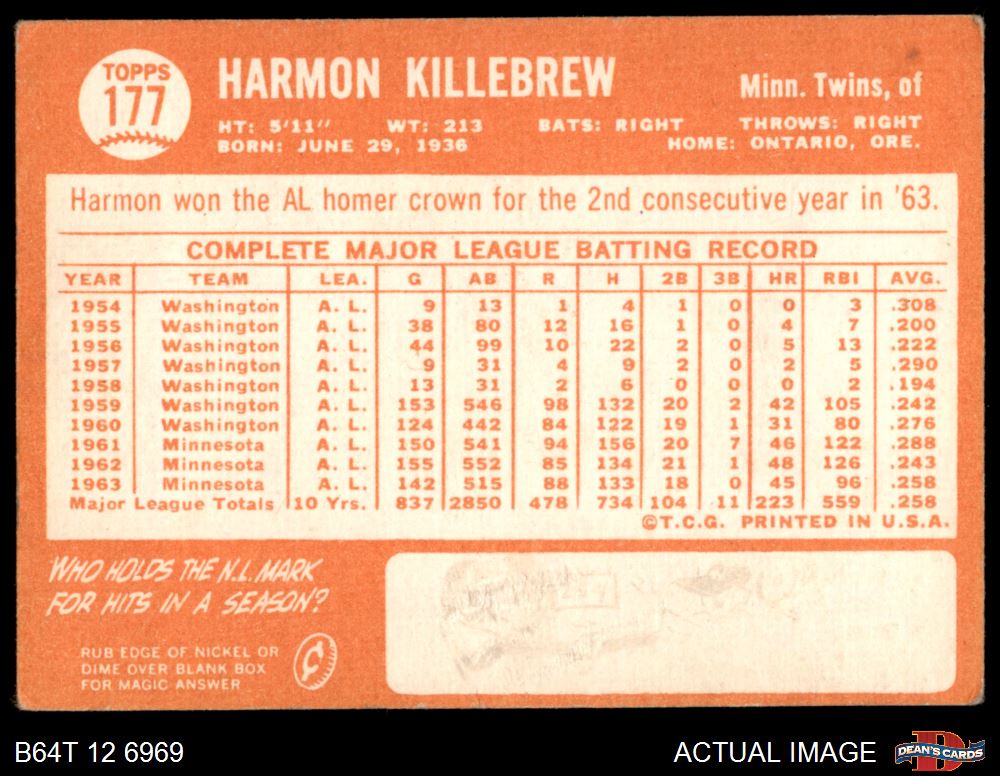 TOPPS
177
HARMON KILLEBREW
Minn. Twins, of
HT: 5'11" WT: 213 BATS: RIGHT THROWS: RIGHT
BORN: JUNE 29, 1936 HOME: ONTARIO, ORE.
Harmon won the AL homer crown for the 2nd consecutive year in '63.
COMPLETE MAJOR LEAGUE BATTING RECORD
YEAR TEAM LEA. G AB R H 2B 3B HR RBI AVG.
1954 Washington A. L. 9 13 1 4 1 0 0 3 .308
1955 Washington A. L. 38 80 12 16 1 0 4 7 .200
1956 Washington A. L. 44 99 10 22 2 0 5 13 .222
1957 Washington A. L. 9 31 4 9 2 0 2 5 .290
1958 Washington A. L. 13 31 2 6 0 0 0 2 .194
1959 Washington A. L. 153 546 98 132 20 2 42 105 .242
1960 Washington A. L. 124 442 84 122 19 1 31 80 .276
1961 Minnesota A. L. 150 541 94 156 20 7 46 122 .288
1962 Minnesota A. L. 155 552 85 134 21 1 48 126 .243
1963 Minnesota A. L. 142 515 88 133 18 0 45 96 .258
Major League Totals 10 Yrs. 837 2850 478 734 104 11 223 559 .258
©T.C.G. PRINTED IN U.S.A.
WHO HOLDS THE N.L. MARK
FOR HITS IN A SEASON?
RUB EDGE OF NICKEL OR
DIME OVER BLANK BOX
FOR MAGIC ANSWER
B64T 12 6969
ACTUAL IMAGE
DEAN'S CARDS